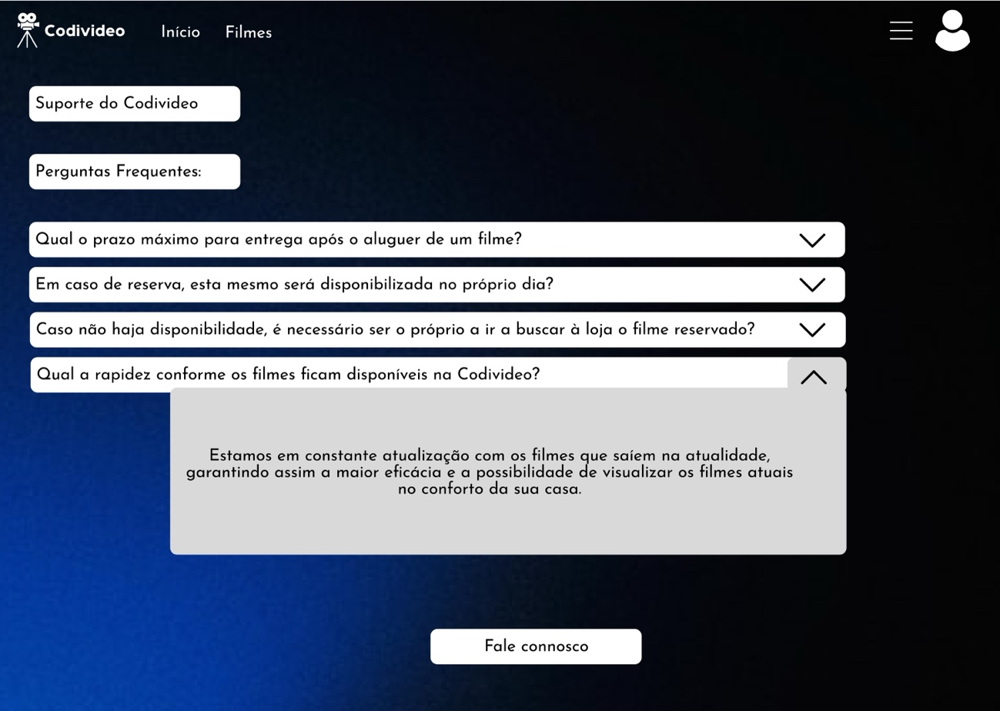 Codivideo
Início
Filmes
Suporte do Codivideo
Perguntas Frequentes:
Qual o prazo máximo para entrega após o aluguer de um filme?
Em caso de reserva, esta mesmo será disponibilizada no próprio dia?
Caso não haja disponibilidade, é necessário ser o próprio a ir a buscar à loja o filme reservado?
Qual a rapidez conforme os filmes ficam disponíveis na Codivideo?
Estamos em constante atualização com os filmes que saíem na atualidade,
garantindo assim a maior eficácia e a possibilidade de visualizar os filmes atuais
no conforto da sua casa.
Fale connosco